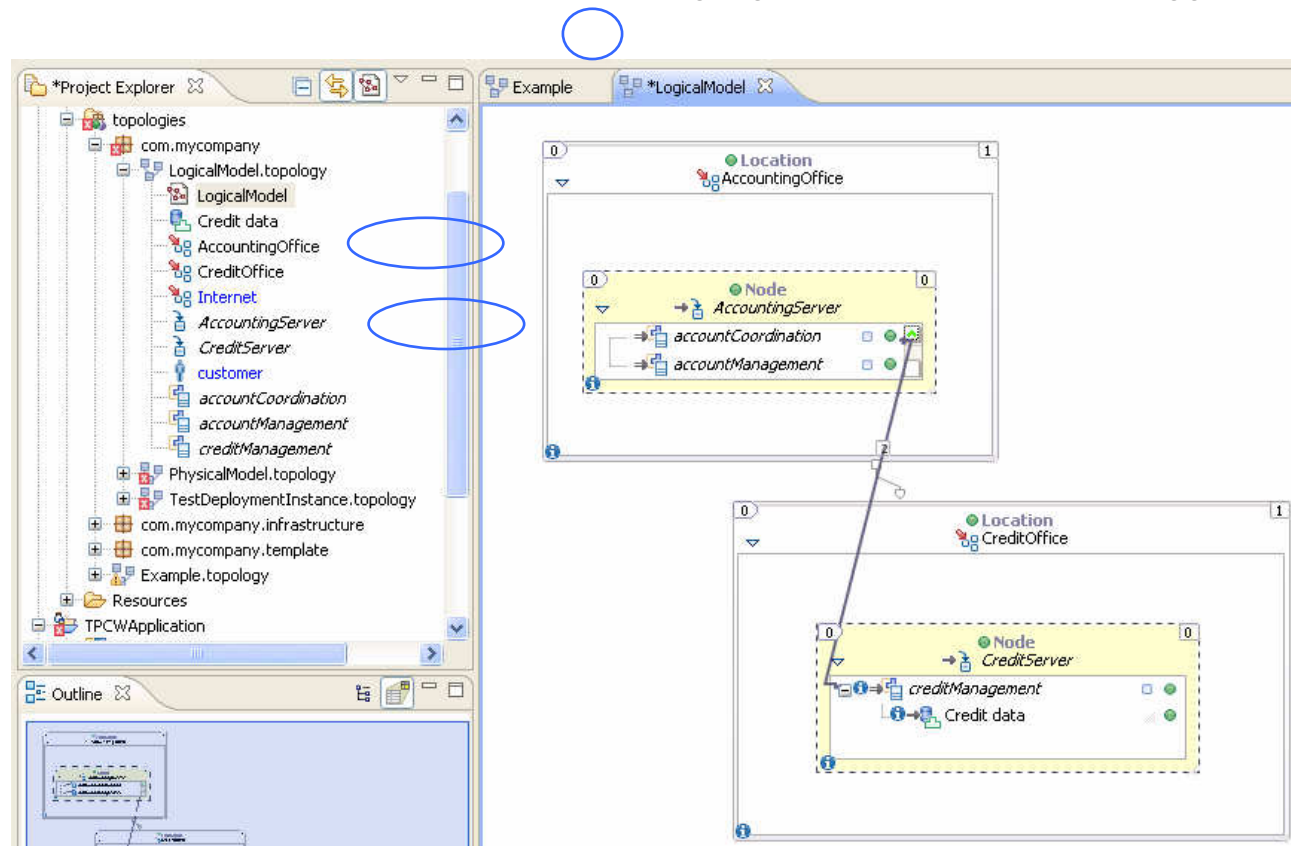 *Project Explorer
topologies
com.mycompany
LogicalModel.topology
LogicalModel
Credit data
AccountingOffice
CreditOffice
Internet
AccountingServer
CreditServer
customer
accountCoordination
accountManagement
creditManagement
PhysicalModel.topology
TestDeploymentInstance.topology
com.mycompany.infrastructure
com.mycompany.template
Example.topology
Resources
TPCWApplication
Outline
Example
*LogicalModel
0
1
Location
AccountingOffice
0
0
Node
AccountingServer
accountCoordination
accountManagement
2
0
1
Location
CreditOffice
0
0
Node
CreditServer
creditManagement
Credit data